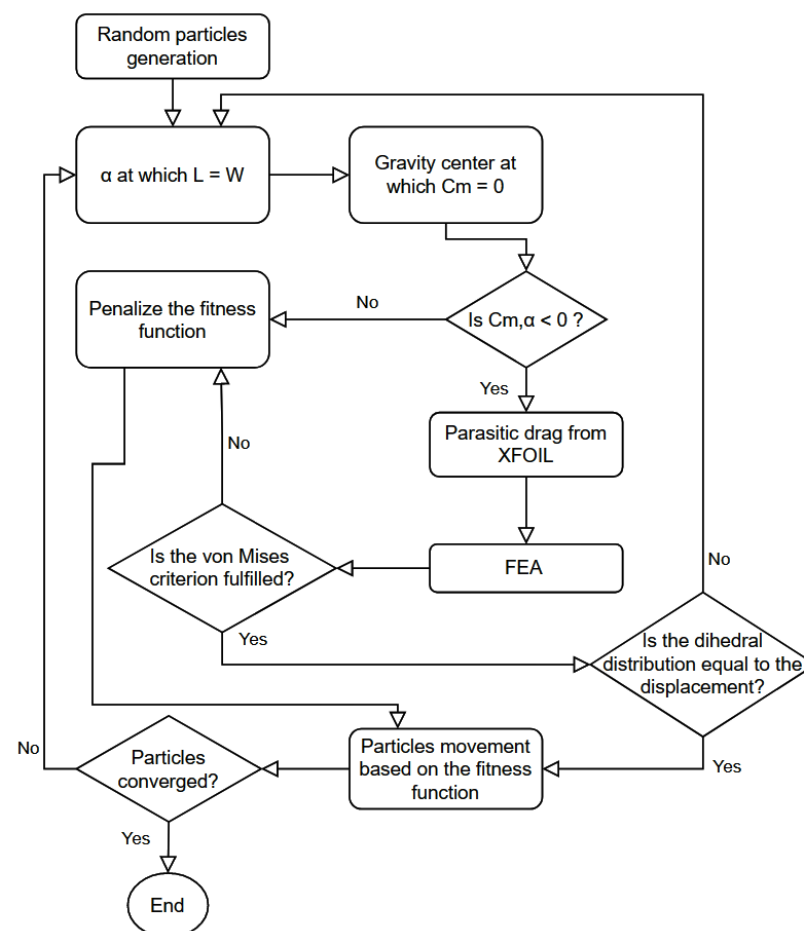 Random particles
generation
α at which L = W
Gravity center at
which Cm = 0
Penalize the fitness
function
No
Is Cm,α < 0 ?
Yes
Parasitic drag from
XFOIL
No
Is the von Mises
criterion fulfilled?
FEA
No
Yes
Is the dihedral
distribution equal to the
displacement?
No
Particles
converged?
Particles movement
based on the fitness
function
Yes
Yes
End